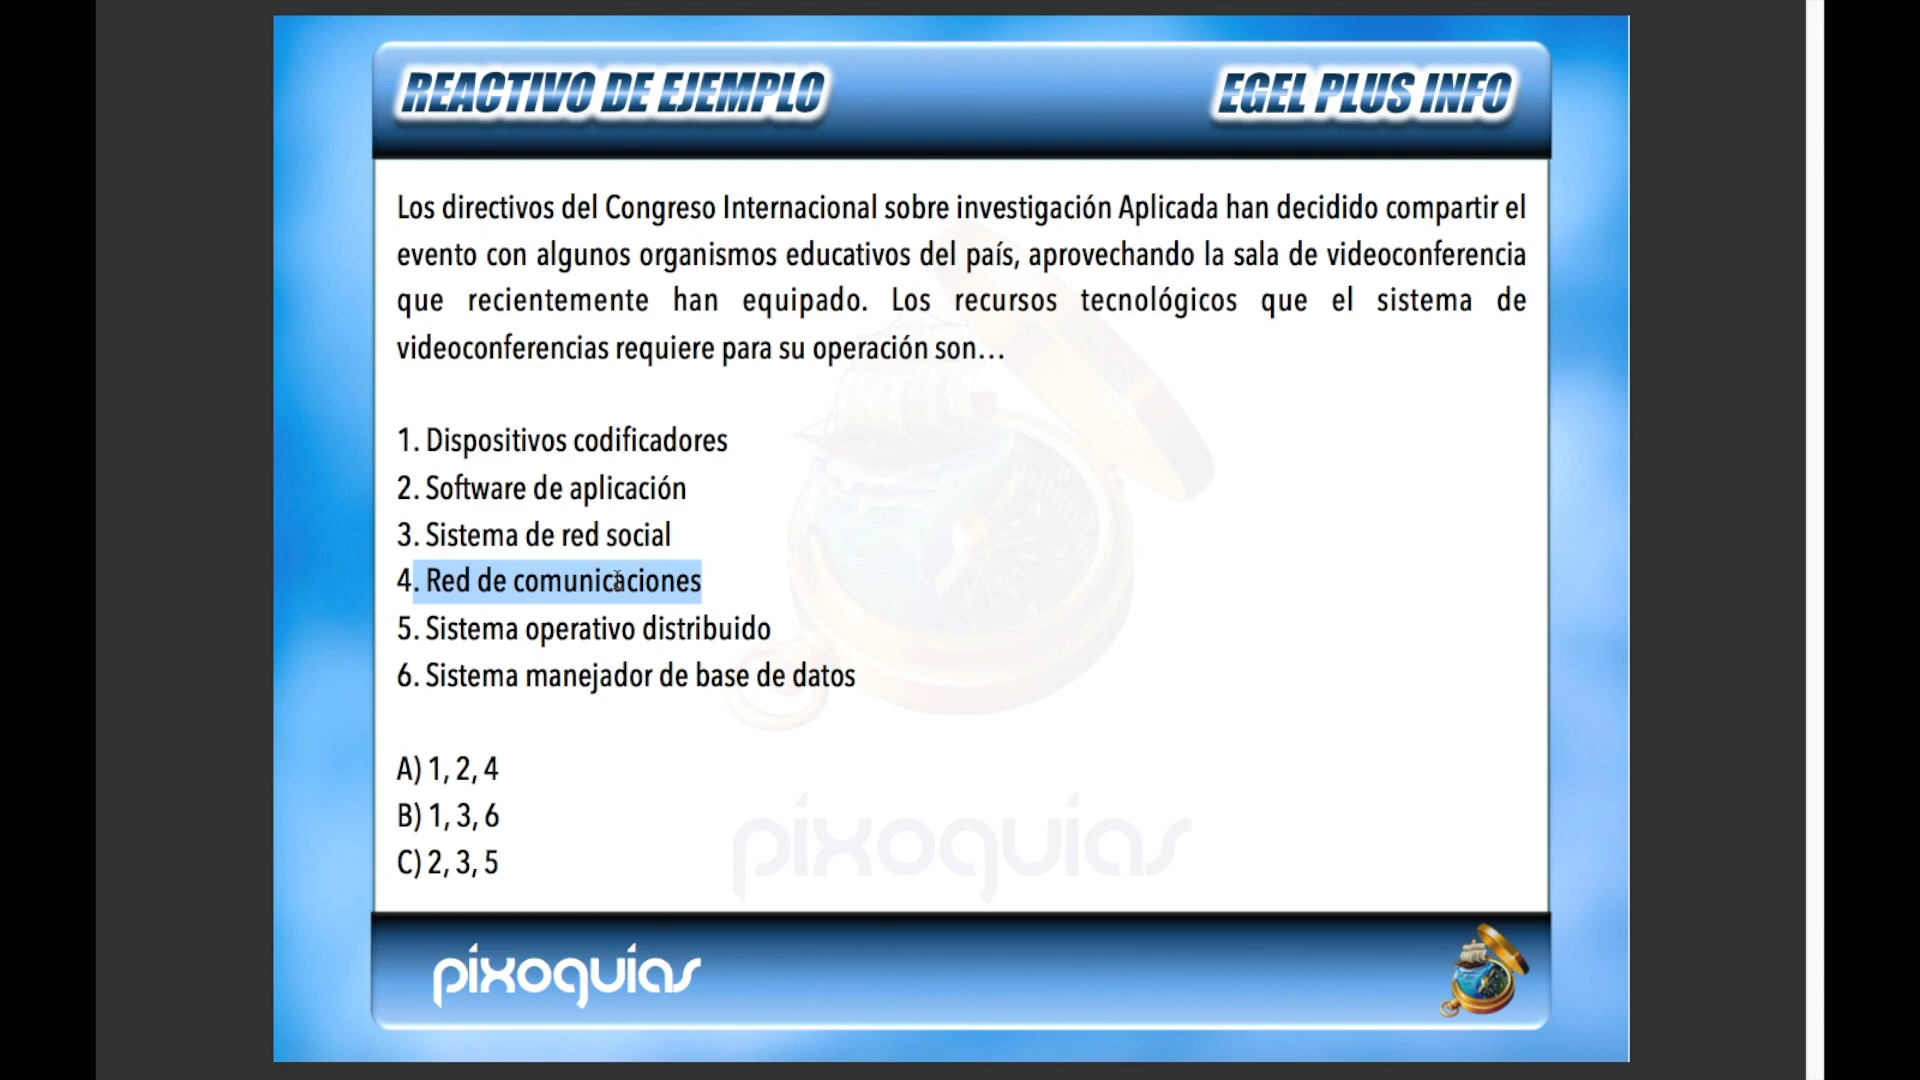 REACTIVO DE EJEMPLO
EGEL PLUS INFO
Los directivos del Congreso Internacional sobre investigación Aplicada han decidido compartir el
evento con algunos organismos educativos del país, aprovechando la sala de videoconferencia
que recientemente han equipado. Los recursos tecnológicos que el sistema de
videoconferencias requiere para su operación son…
1. Dispositivos codificadores
2. Software de aplicación
3. Sistema de red social
4. Red de comunicaciones
5. Sistema operativo distribuido
6. Sistema manejador de base de datos
A) 1, 2, 4
B) 1, 3, 6
C) 2, 3, 5
pixoguías
pixoguías